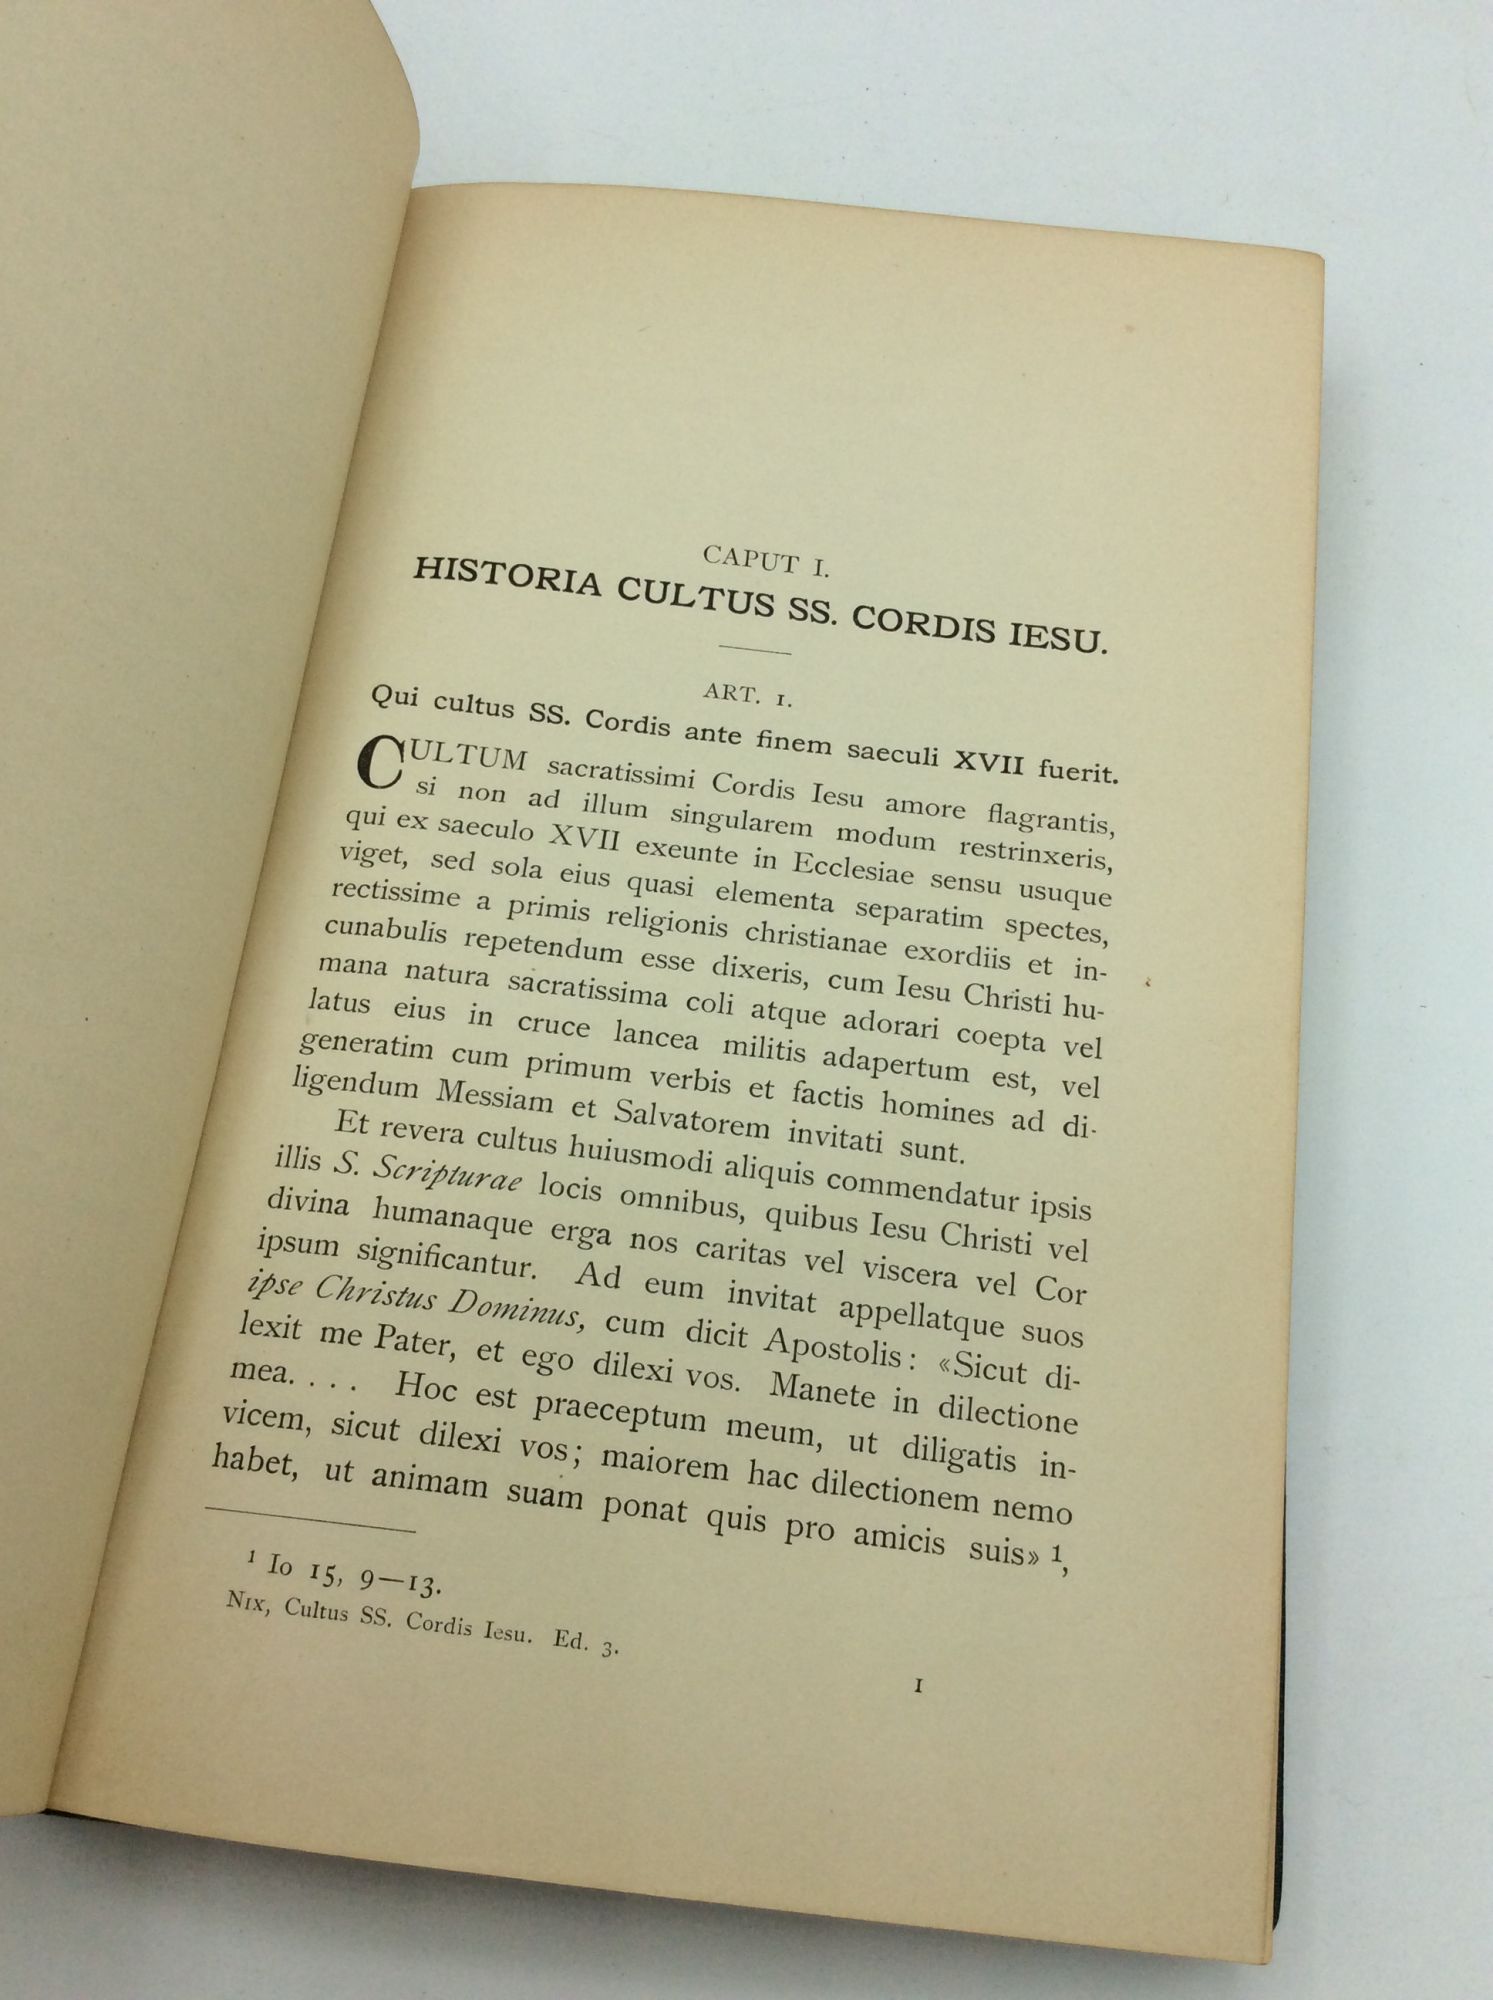 CAPUT I.
HISTORIA CULTUS SS. CORDIS IESU.
ART. 1.
Qui cultus SS. Cordis ante finem saeculi XVII fuerit.
CULTUM sacratissimi Cordis Iesu amore flagrantis,
si non ad illum singularem modum restrinxeris,
qui ex saeculo XVII exeunte in Ecclesiae sensu usuque
viget, sed sola eius quasi elementa separatim spectes,
rectissime a primis religionis christianae exordiis et in-
cunabulis repetendum esse dixeris, cum Iesu Christi hu-
mana natura sacratissima coli atque adorari coepta vel
latus eius in cruce lancea militis adapertum est, vel
generatim cum primum verbis et factis homines ad di-
ligendum Messiam et Salvatorem invitati sunt.
Et revera cultus huiusmodi aliquis commendatur ipsis
illis S. Scripturae locis omnibus, quibus Iesu Christi vel
divina humanaque erga nos caritas vel viscera vel Cor
ipsum significantur. Ad eum invitat appellatque suos
ipse Christus Dominus, cum dicit Apostolis: «Sicut di-
lexit me Pater, et ego dilexi vos. Manete in dilectione
mea. . . . Hoc est praeceptum meum, ut diligatis in-
vicem, sicut dilexi vos; maiorem hac dilectionem nemo
habet, ut animam suam ponat quis pro amicis suis» ¹,
¹ Io 15, 9—13.
NIX, Cultus SS. Cordis Iesu. Ed. 3.
1